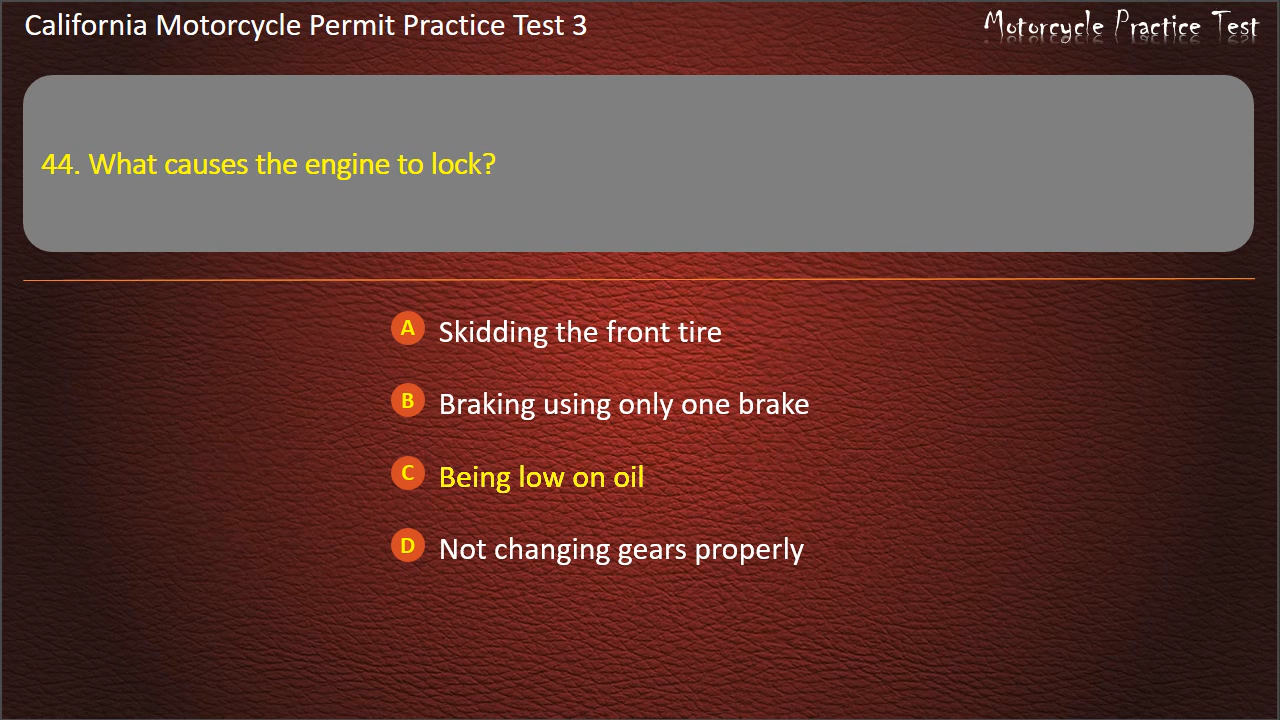 California Motorcycle Permit Practice Test 3
Motorcycle Practice Test
44. What causes the engine to lock?
A Skidding the front tire
B Braking using only one brake
C Being low on oil
D Not changing gears properly